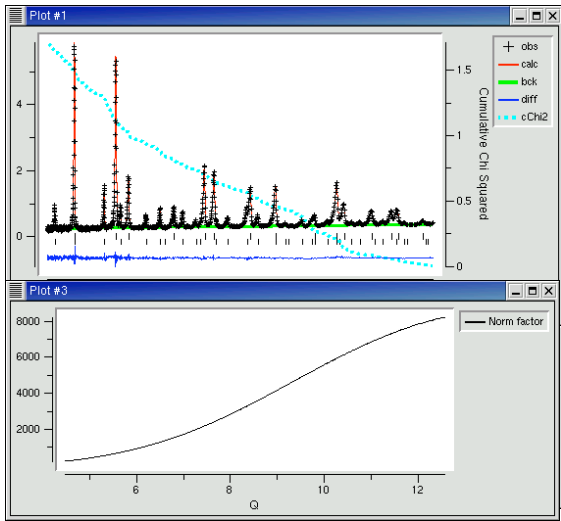 Plot #1
obs
calc
bck
diff
cChi2
4
2
0
1.5
1
0.5
0
Cumulative Chi Squared
Plot #3
8000
6000
4000
2000
Norm factor
6
8
10
12
Q